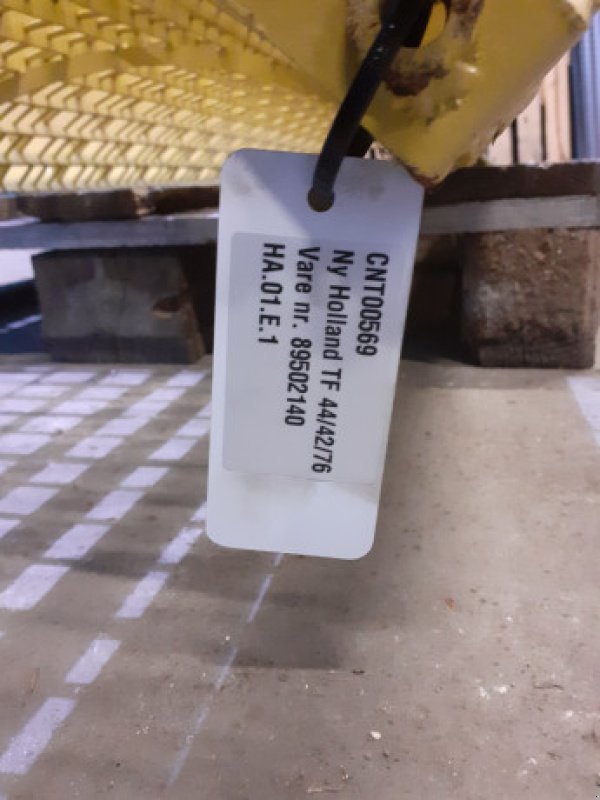 CNT00569
Ny Holland TF 44/42/76
Vare nr. 89502140
HA.01.E.1